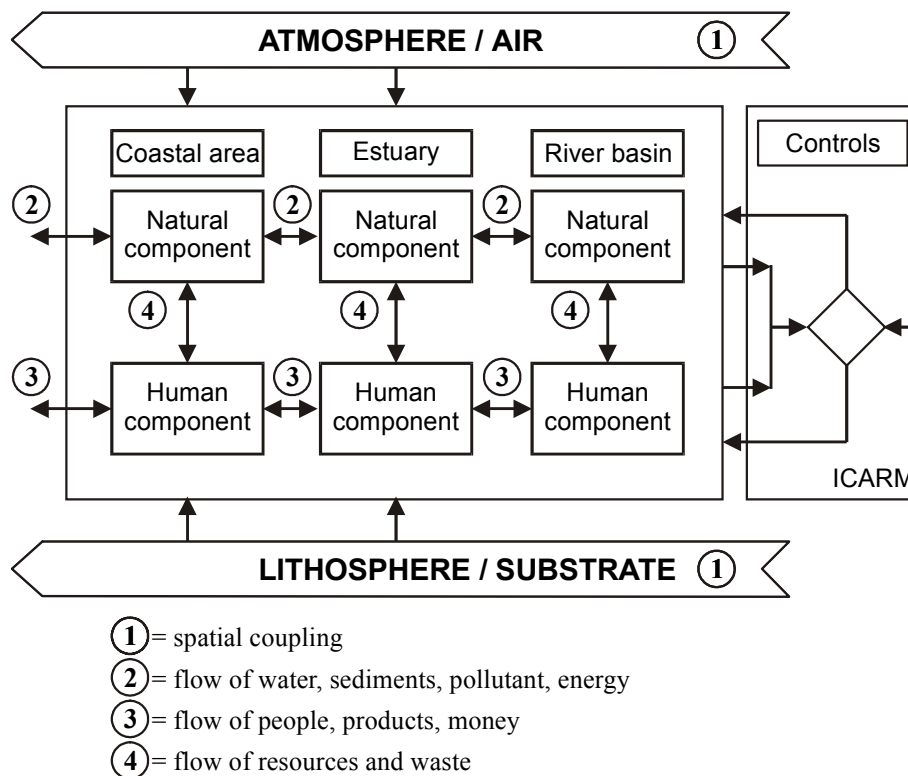 ATMOSPHERE / AIR
1
Coastal area
Estuary
River basin
Controls
2
Natural
component
2
Natural
component
2
Natural
component
4
4
4
3
Human
component
3
Human
component
3
Human
component
ICARM
LITHOSPHERE / SUBSTRATE
1
1 = spatial coupling
2 = flow of water, sediments, pollutant, energy
3 = flow of people, products, money
4 = flow of resources and waste